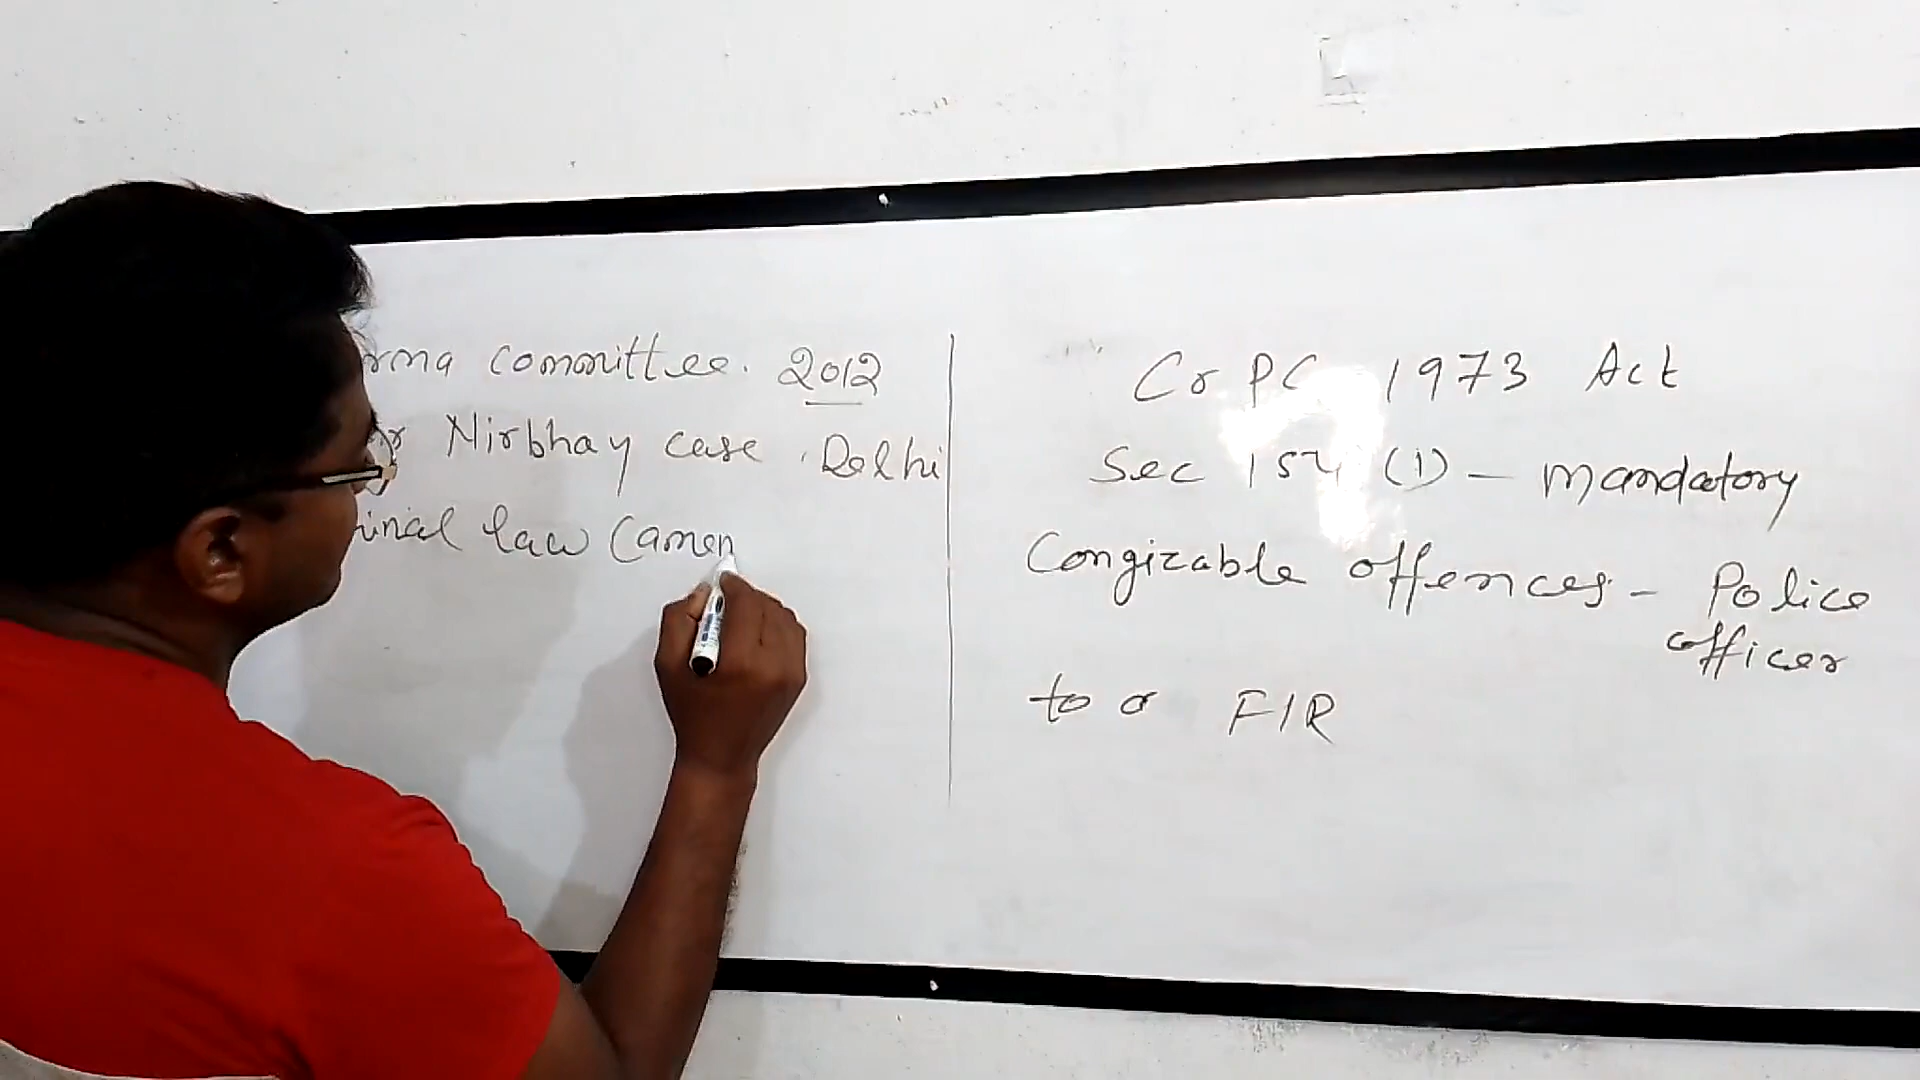 rma committee. 2012
r Nirbhay case. Delhi
inal law (amen
CrPC 1973 Act
Sec 154 (1) - mandatory
Congizable offences - Police
officer
to a FIR